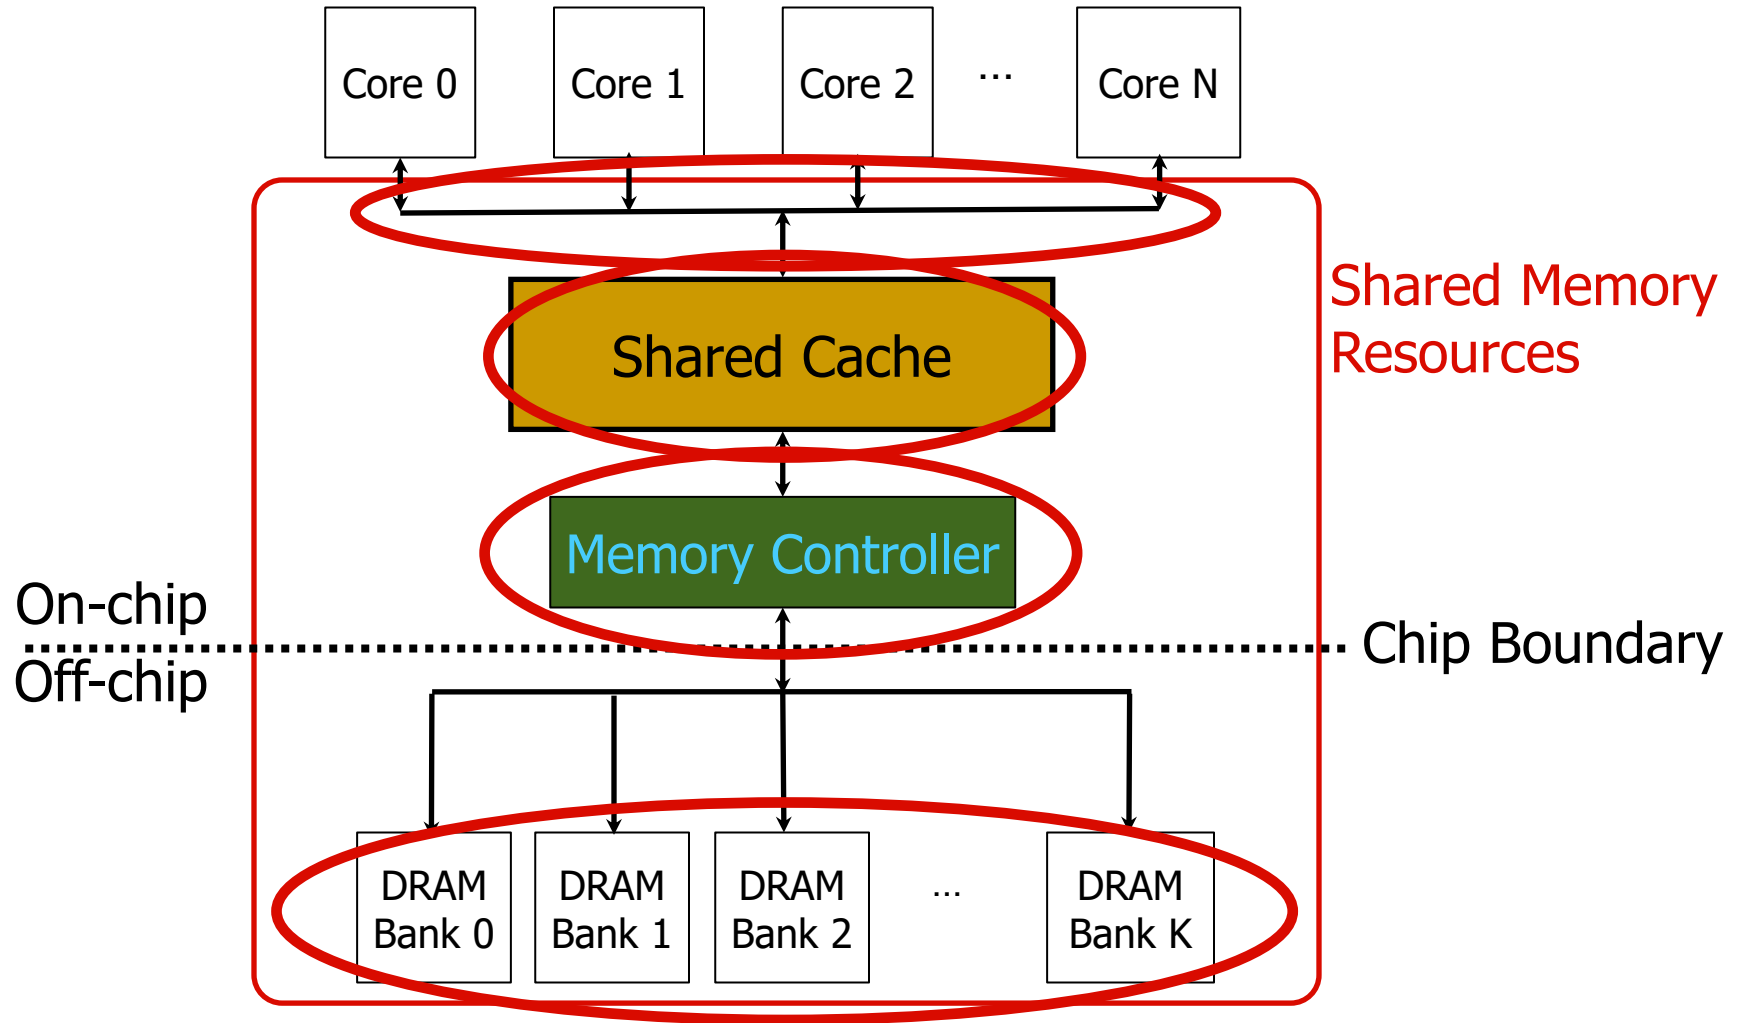 Core 0
Core 1
Core 2
...
Core N
Shared Memory
Resources
Shared Cache
Memory Controller
On-chip
Chip Boundary
Off-chip
DRAM
Bank 0
DRAM
Bank 1
DRAM
Bank 2
...
DRAM
Bank K